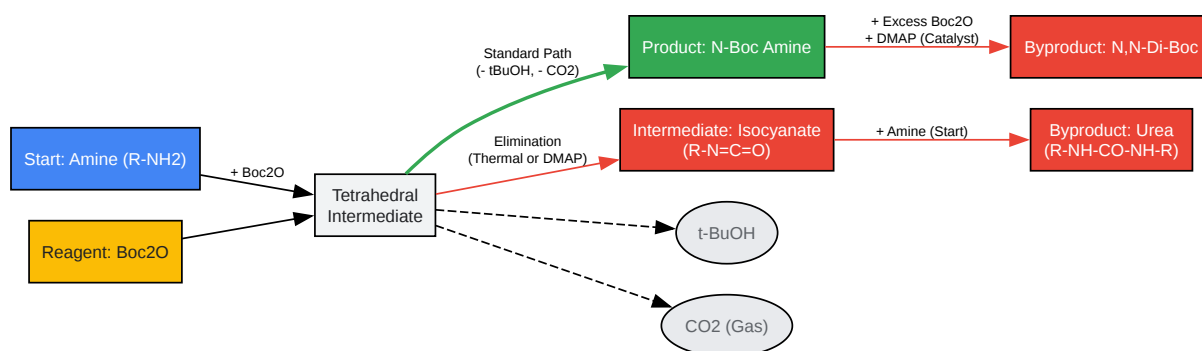 Start: Amine (R-NH2)
Reagent: Boc2O
+ Boc2O
Tetrahedral
Intermediate
Standard Path
(- tBuOH, - CO2)
Elimination
(Thermal or DMAP)
Product: N-Boc Amine
+ Excess Boc2O
+ DMAP (Catalyst)
Byproduct: N,N-Di-Boc
Intermediate: Isocyanate
(R-N=C=O)
+ Amine (Start)
Byproduct: Urea
(R-NH-CO-NH-R)
t-BuOH
CO2 (Gas)